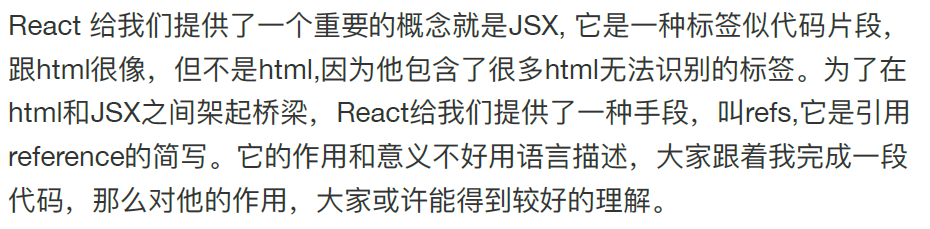 React 给我们提供了一个重要的概念就是JSX, 它是一种标签似代码片段，
跟html很像，但不是html,因为他包含了很多html无法识别的标签。为了在
html和JSX之间架起桥梁，React给我们提供了一种手段，叫refs,它是引用
reference的简写。它的作用和意义不好用语言描述，大家跟着我完成一段
代码，那么对他的作用，大家或许能得到较好的理解。